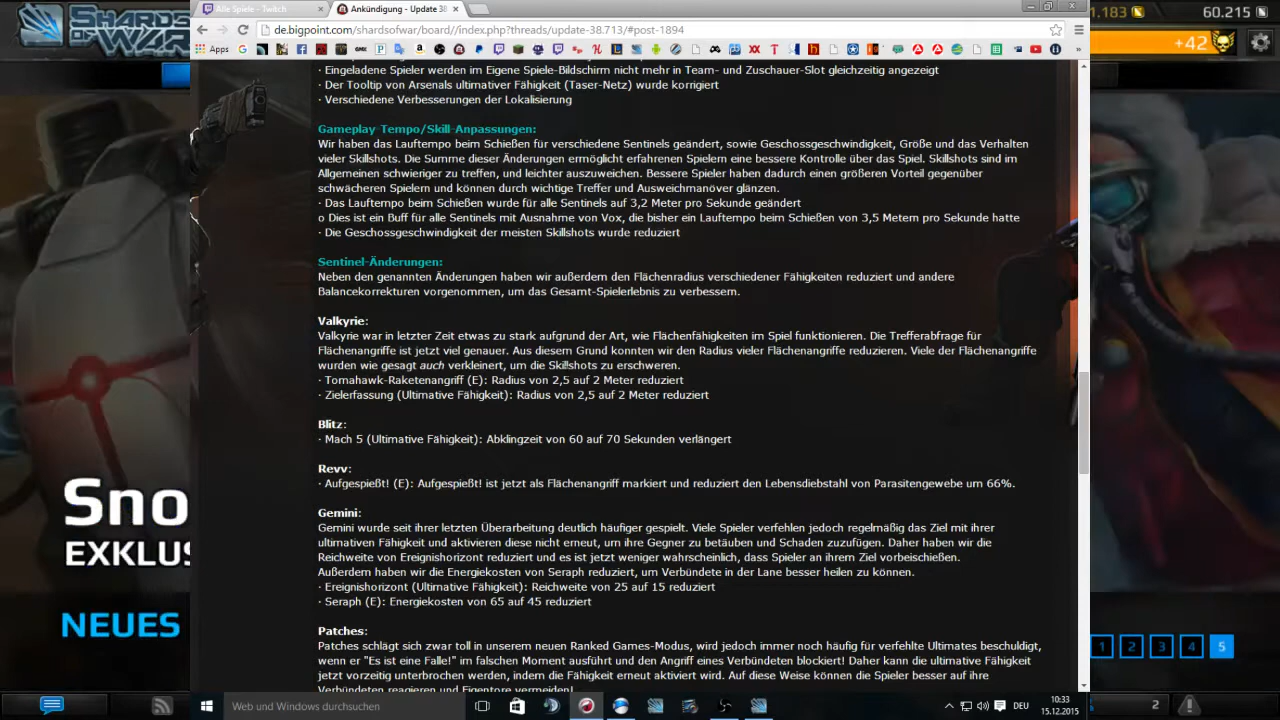 SHARDS OF WAR
Alle Spiele - Twitch
Ankündigung - Update 38
1.183
60.215
de.bigpoint.com/shardsofwar/board//index.php?threads/update-38.713/#post-1894
+42
Apps
· Eingeladene Spieler werden im Eigene Spiele-Bildschirm nicht mehr in Team- und Zuschauer-Slot gleichzeitig angezeigt
· Der Tooltip von Arsenals ultimativer Fähigkeit (Taser-Netz) wurde korrigiert
· Verschiedene Verbesserungen der Lokalisierung
Gameplay-Tempo/Skill-Anpassungen:
Wir haben das Lauftempo beim Schießen für verschiedene Sentinels geändert, sowie Geschossgeschwindigkeit, Größe und das Verhalten
vieler Skillshots. Die Summe dieser Änderungen ermöglicht erfahrenen Spielern eine bessere Kontrolle über das Spiel. Skillshots sind im
Allgemeinen schwieriger zu treffen, und leichter auszuweichen. Bessere Spieler haben dadurch einen größeren Vorteil gegenüber
schwächeren Spielern und können durch wichtige Treffer und Ausweichmanöver glänzen.
· Das Lauftempo beim Schießen wurde für alle Sentinels auf 3,2 Meter pro Sekunde geändert
o Dies ist ein Buff für alle Sentinels mit Ausnahme von Vox, die bisher ein Lauftempo beim Schießen von 3,5 Metern pro Sekunde hatte
· Die Geschossgeschwindigkeit der meisten Skillshots wurde reduziert
Sentinel-Änderungen:
Neben den genannten Änderungen haben wir außerdem den Flächenradius verschiedener Fähigkeiten reduziert und andere
Balancekorrekturen vorgenommen, um das Gesamt-Spielerlebnis zu verbessern.
Valkyrie:
Valkyrie war in letzter Zeit etwas zu stark aufgrund der Art, wie Flächenfähigkeiten im Spiel funktionieren. Die Trefferabfrage für
Flächenangriffe ist jetzt viel genauer. Aus diesem Grund konnten wir den Radius vieler Flächenangriffe reduzieren. Viele der Flächenangriffe
wurden wie gesagt auch verkleinert, um die Skillshots zu erschweren.
· Tomahawk-Raketenangriff (E): Radius von 2,5 auf 2 Meter reduziert
· Zielerfassung (Ultimative Fähigkeit): Radius von 2,5 auf 2 Meter reduziert
Blitz:
· Mach 5 (Ultimative Fähigkeit): Abklingzeit von 60 auf 70 Sekunden verlängert
Revv:
· Aufgespießt! (E): Aufgespießt! ist jetzt als Flächenangriff markiert und reduziert den Lebensdiebstahl von Parasitengewebe um 66%.
Gemini:
Gemini wurde seit ihrer letzten Überarbeitung deutlich häufiger gespielt. Viele Spieler verfehlen jedoch regelmäßig das Ziel mit ihrer
ultimativen Fähigkeit und aktivieren diese nicht erneut, um ihre Gegner zu betäuben und Schaden zuzufügen. Daher haben wir die
Reichweite von Ereignishorizont reduziert und es ist jetzt weniger wahrscheinlich, dass Spieler an ihrem Ziel vorbeischießen.
Außerdem haben wir die Energiekosten von Seraph reduziert, um Verbündete in der Lane besser heilen zu können.
· Ereignishorizont (Ultimative Fähigkeit): Reichweite von 25 auf 15 reduziert
· Seraph (E): Energiekosten von 65 auf 45 reduziert
Patches:
Patches schlägt sich zwar toll in unserem neuen Ranked Games-Modus, wird jedoch immer noch häufig für verfehlte Ultimates beschuldigt,
wenn er "Es ist eine Falle!" im falschen Moment ausführt und den Angriff eines Verbündeten blockiert! Daher kann die ultimative Fähigkeit
jetzt vorzeitig unterbrochen werden, indem die Fähigkeit erneut aktiviert wird. Auf diese Weise können die Spieler besser auf ihre
Verbündeten reagieren und Eigentore vermeiden!
Sno
EXKLUS
NEUES
1 2 3 4 5
Web und Windows durchsuchen
DEU
10:33
15.12.2015
2